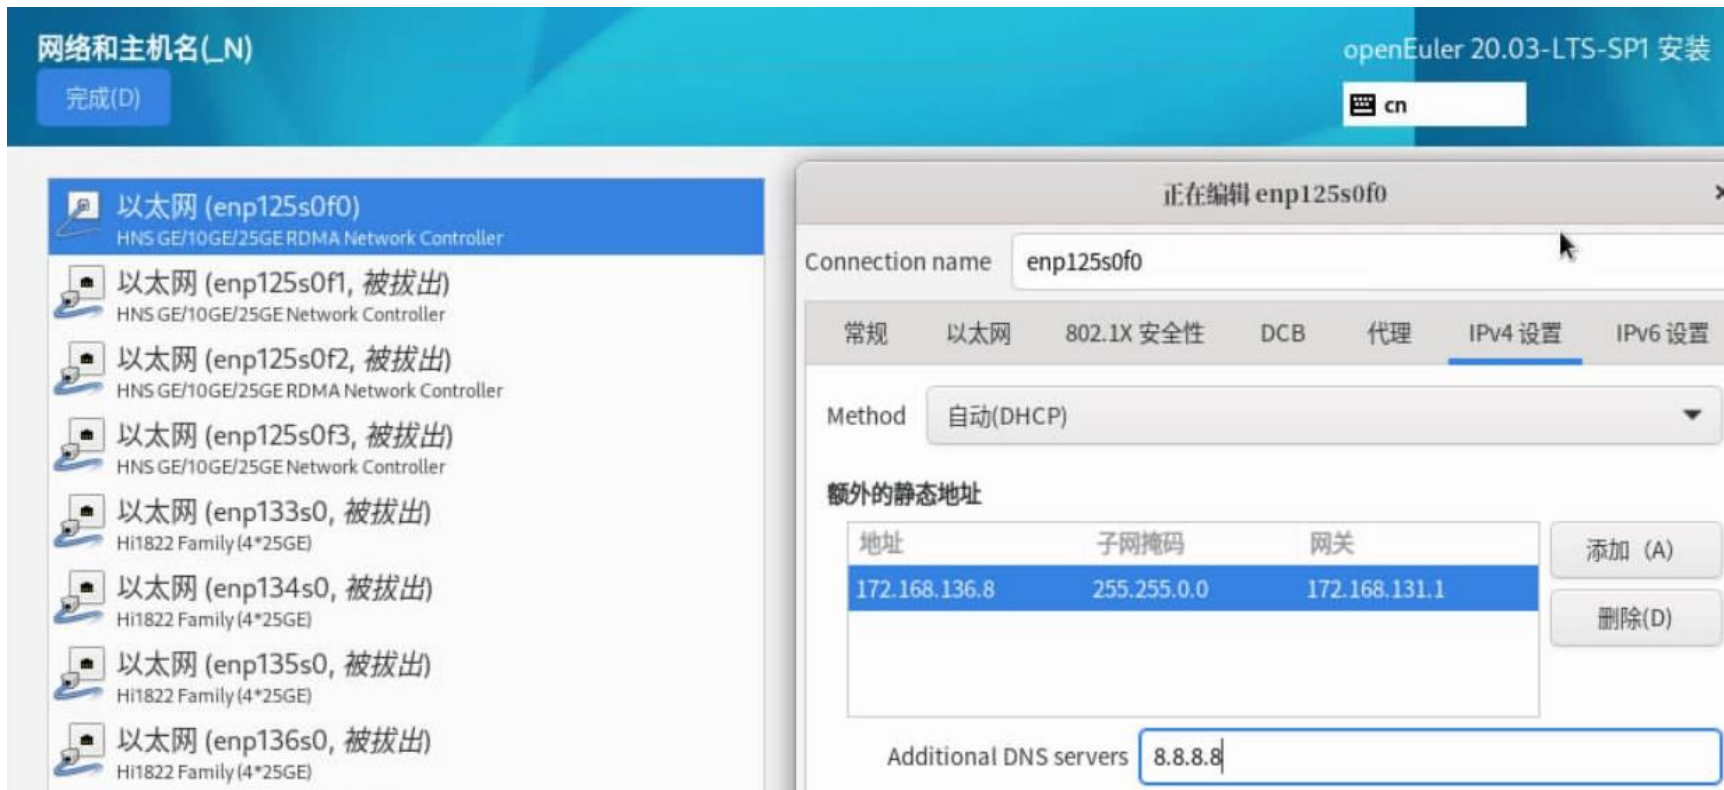 网络和主机名(_N)
openEuler 20.03-LTS-SP1 安装
完成(D)
cn
以太网 (enp125s0f0)
HNS GE/10GE/25GE RDMA Network Controller
以太网 (enp125s0f1, 被拔出)
HNS GE/10GE/25GE Network Controller
以太网 (enp125s0f2, 被拔出)
HNS GE/10GE/25GE RDMA Network Controller
以太网 (enp125s0f3, 被拔出)
HNS GE/10GE/25GE Network Controller
以太网 (enp133s0, 被拔出)
Hi1822 Family (4*25GE)
以太网 (enp134s0, 被拔出)
Hi1822 Family (4*25GE)
以太网 (enp135s0, 被拔出)
Hi1822 Family (4*25GE)
以太网 (enp136s0, 被拔出)
Hi1822 Family (4*25GE)
正在编辑 enp125s0f0
Connection name enp125s0f0
常规 以太网 802.1X 安全性 DCB 代理 IPv4 设置 IPv6 设置
Method 自动(DHCP)
额外的静态地址
地址 子网掩码 网关
172.168.136.8 255.255.0.0 172.168.131.1
添加 (A)
删除(D)
Additional DNS servers 8.8.8.8